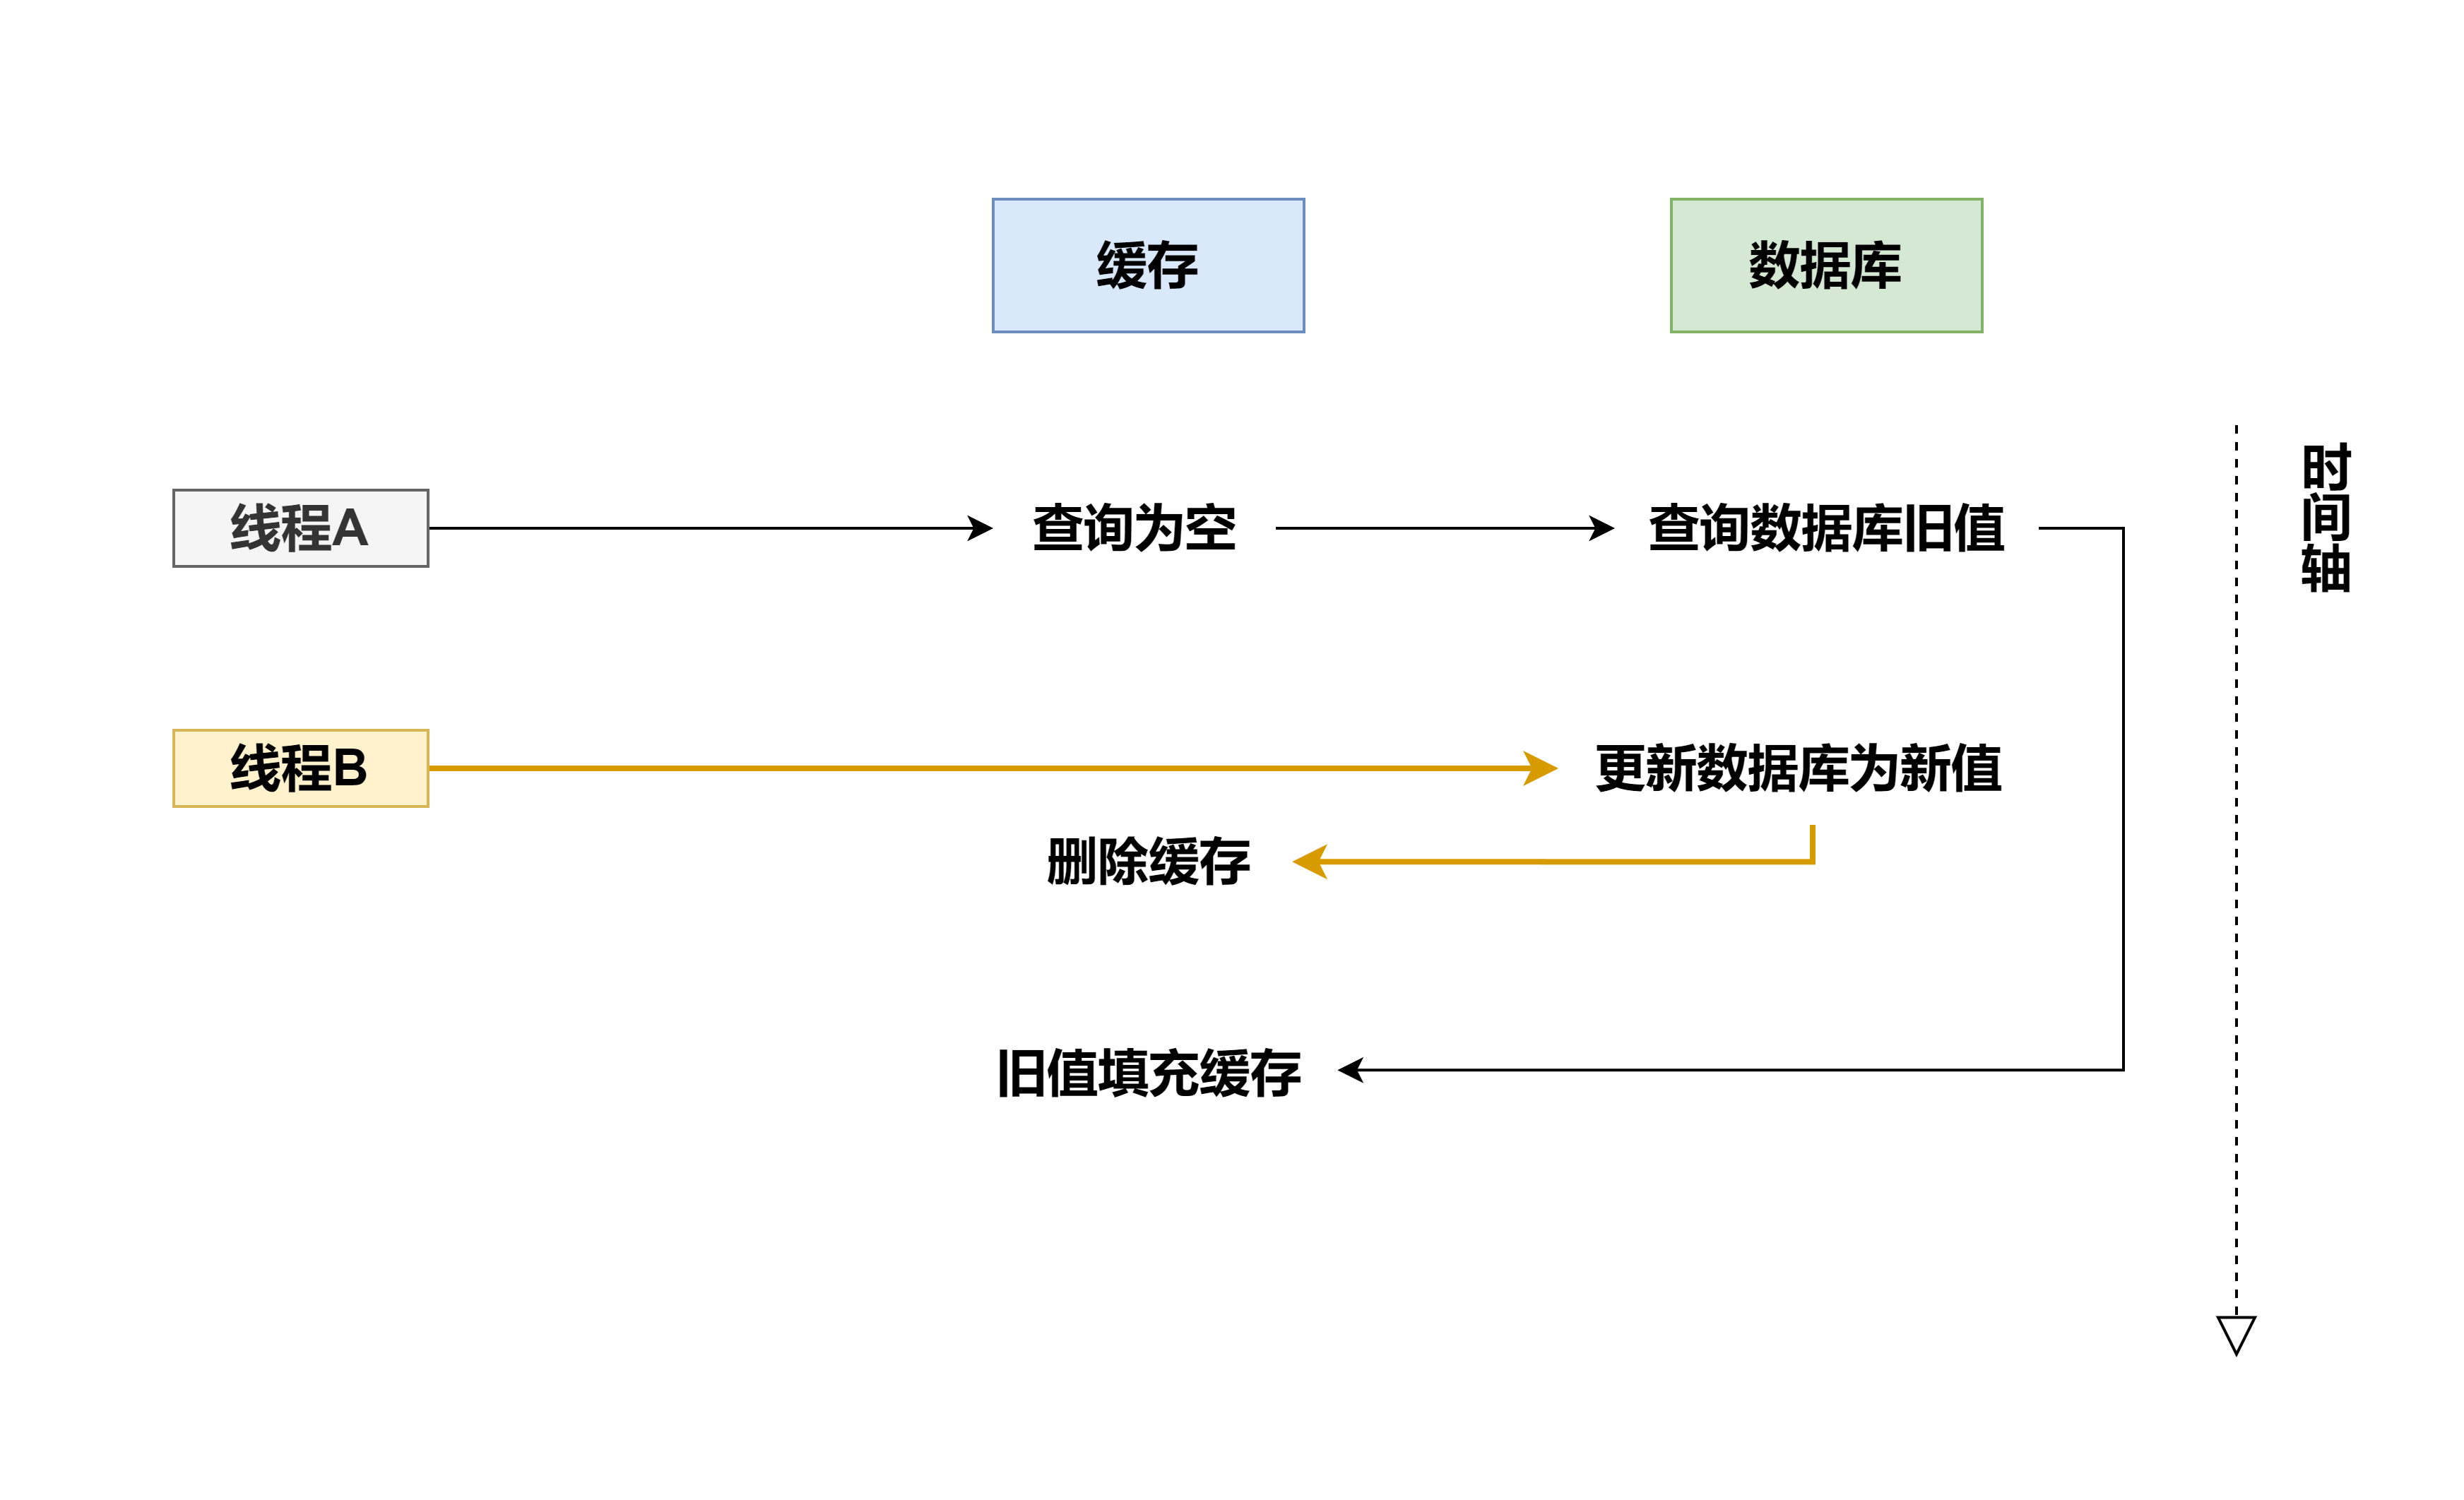 缓存
数据库
线程A
查询为空
查询数据库旧值
时间轴
线程B
更新数据库为新值
删除缓存
旧值填充缓存